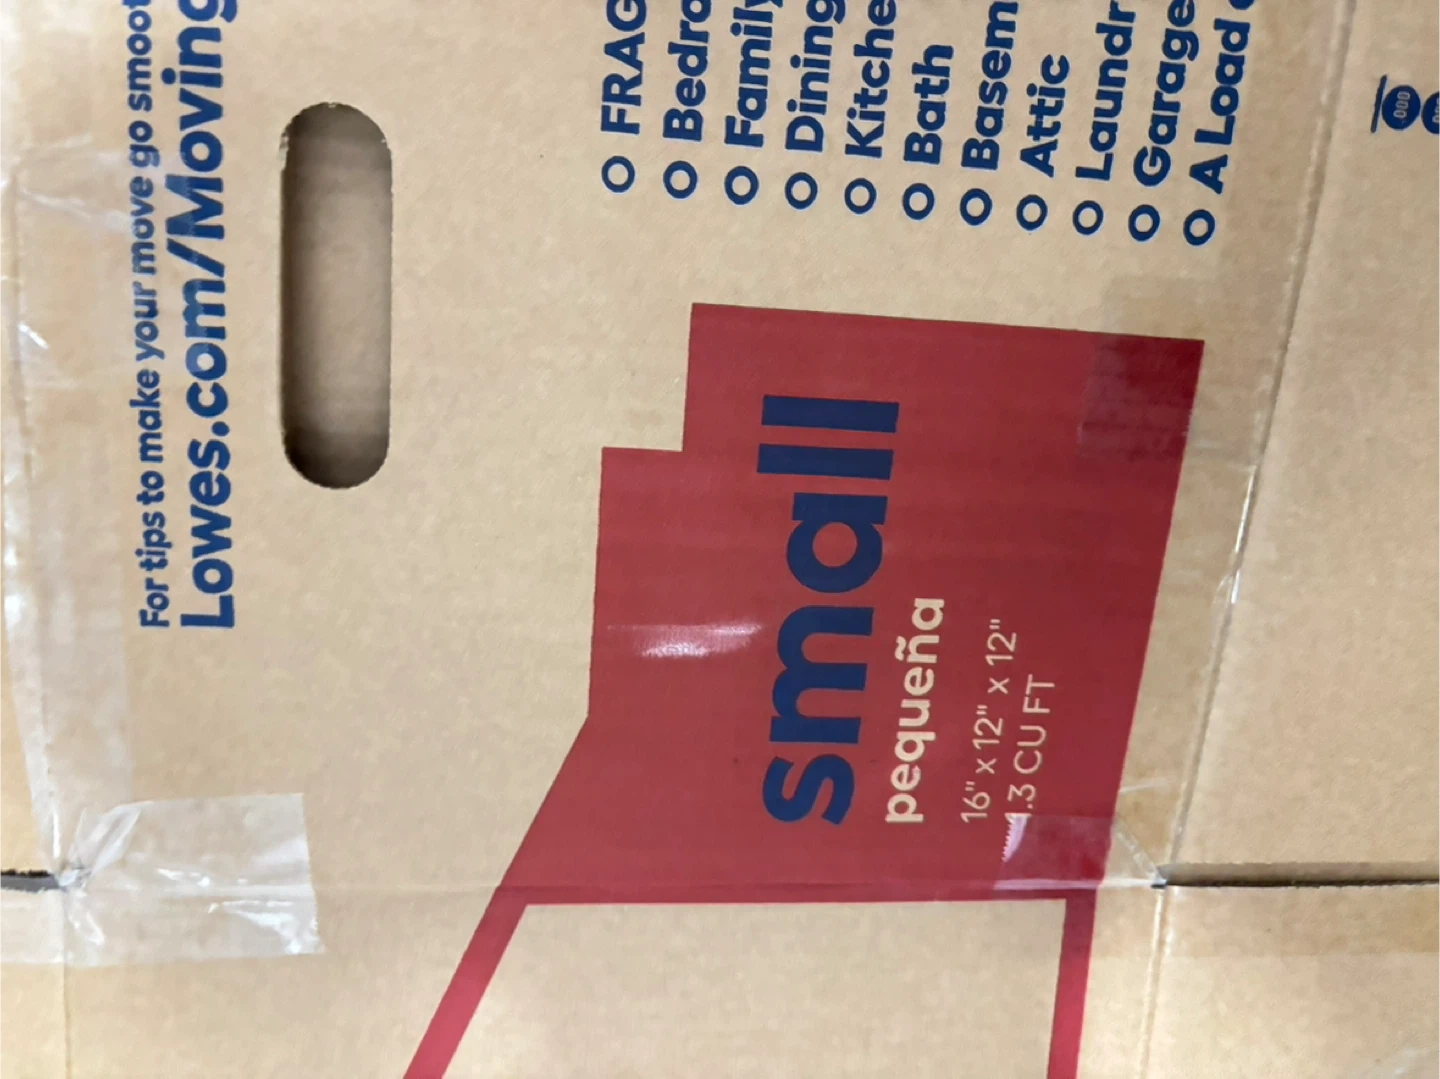 For tips to make your move go smoot
Lowes.com/Moving
FRAG
Bedro
Family
Dining
Kitche
Bath
Basem
Attic
Laundr
Garage
A Load
small
pequeña
16" x 12" x 12"
1.3 CU FT